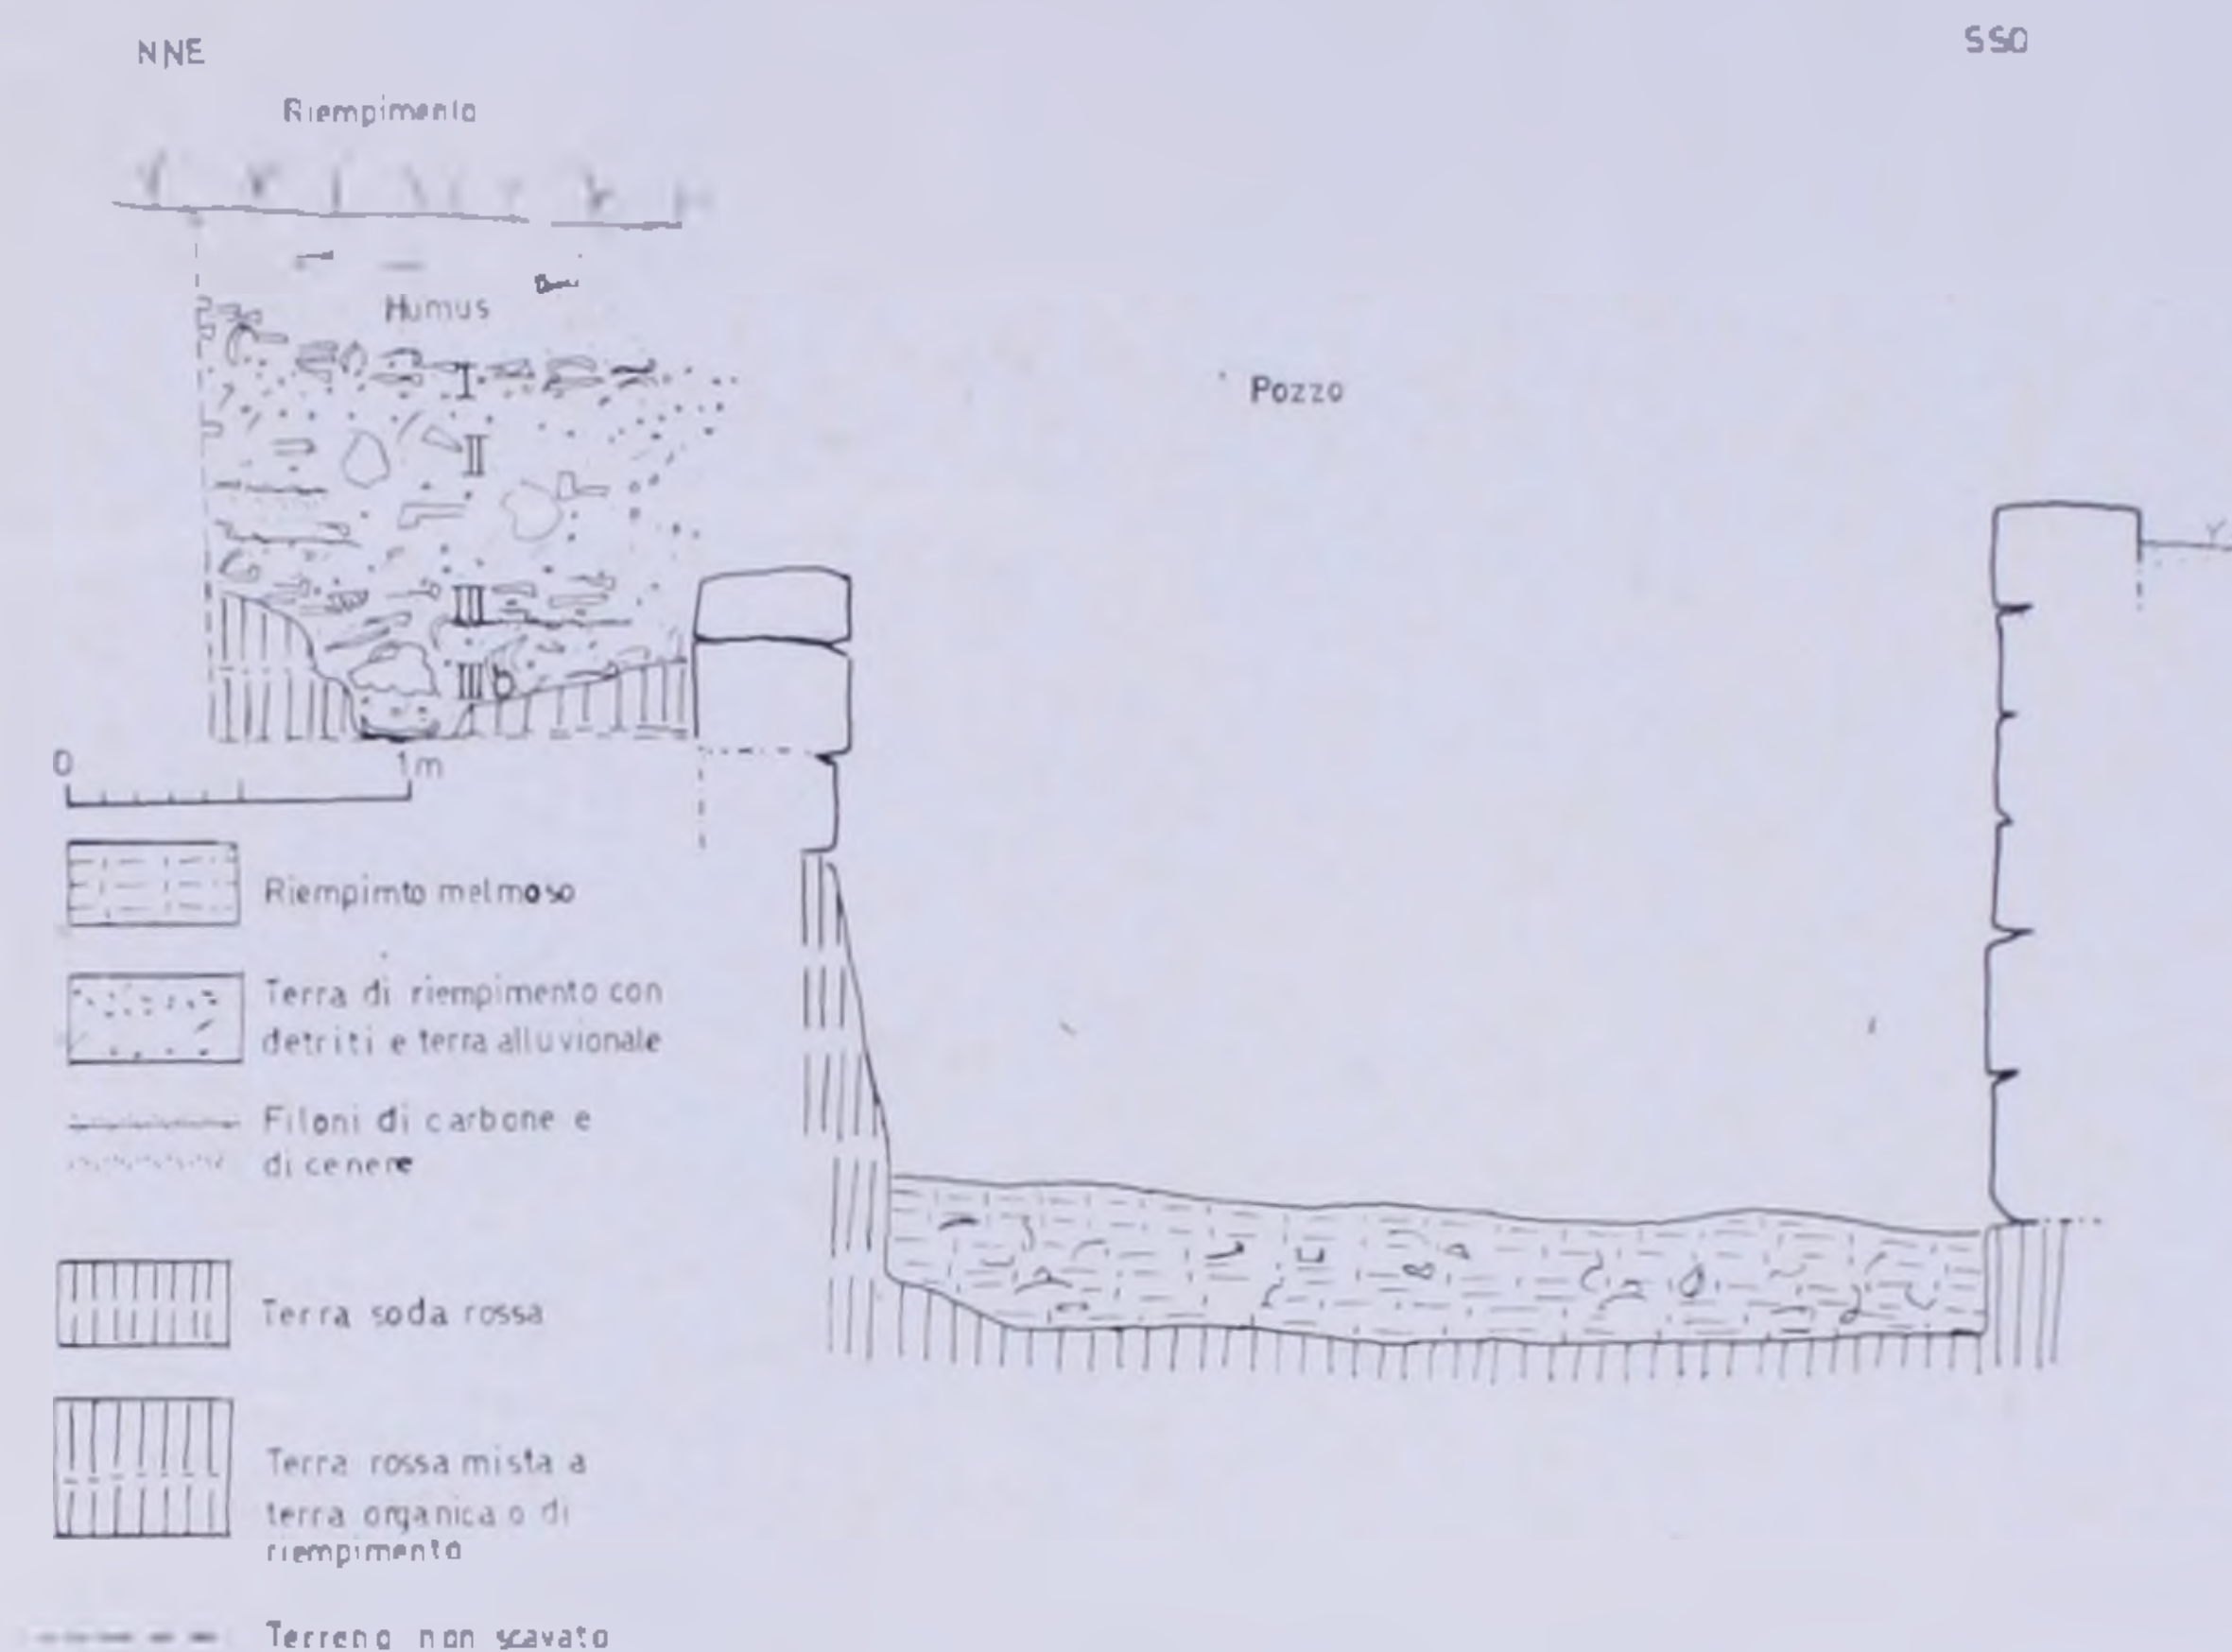 NNE
SSO
Riempimento
Humus
I
Pozzo
II
III
III b
0 1m
Riempimto melmoso
Terra di riempimento con
detriti e terra alluvionale
Filoni di carbone e
di cenere
Terra soda rossa
Terra rossa mista a
terra organica o di
riempimento
Terreno non scavato